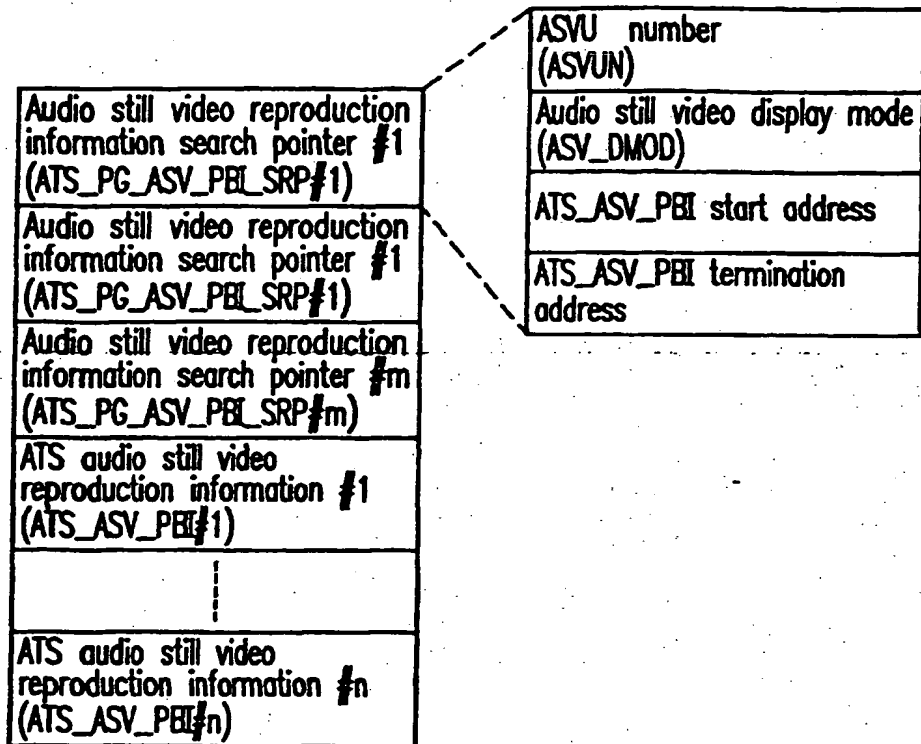 Audio still video reproduction
information search pointer #1
(ATS_PG_ASV_PBI_SRP#1)
Audio still video reproduction
information search pointer #1
(ATS_PG_ASV_PBI_SRP#1)
Audio still video reproduction
information search pointer #m
(ATS_PG_ASV_PBI_SRP#m)
ATS audio still video
reproduction information #1
(ATS_ASV_PBI#1)
ATS audio still video
reproduction information #n
(ATS_ASV_PBI#n)
ASVU number
(ASVUN)
Audio still video display mode
(ASV_DMOD)
ATS_ASV_PBI start address
ATS_ASV_PBI termination
address